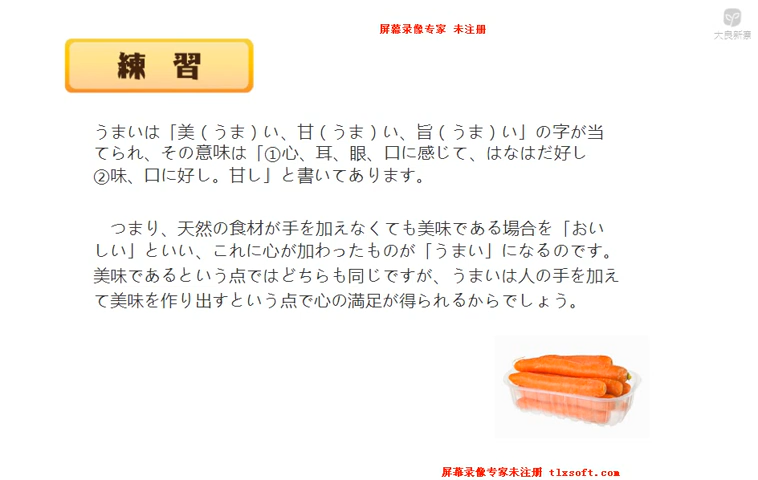 屏幕录像专家 未注册
太良新意
練 習
うまいは「美（うま）い、甘（うま）い、旨（うま）い」の字が当
てられ、その意味は「①心、耳、眼、口に感じて、はなはだ好し
②味、口に好し。甘し」と書いてあります。
つまり、天然の食材が手を加えなくても美味である場合を「おい
しい」といい、これに心が加わったものが「うまい」になるのです。
美味であるという点ではどちらも同じですが、うまいは人の手を加え
て美味を作り出すという点で心の満足が得られるからでしょう。
屏幕录像专家未注册 tlxsoft.com